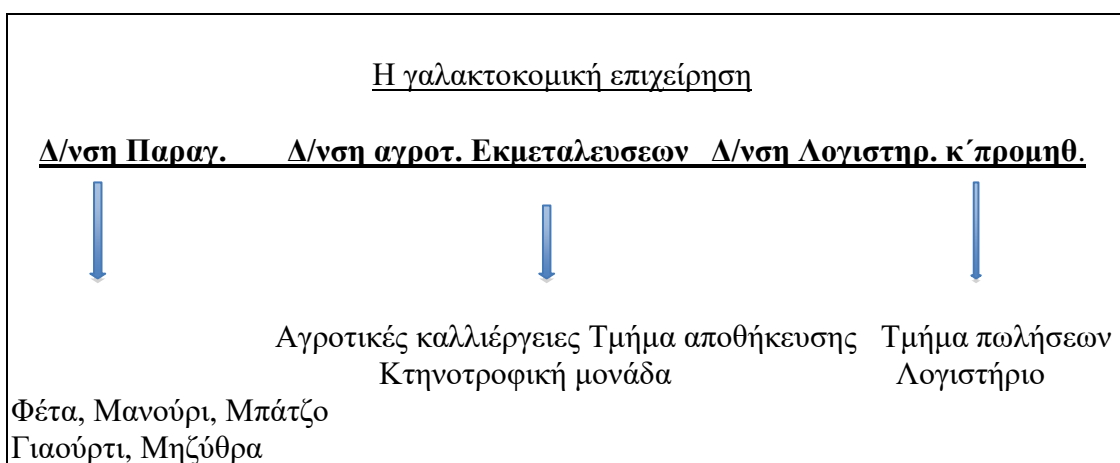 Η γαλακτοκομική επιχείρηση
Δ/νση Παραγ. Δ/νση αγροτ. Εκμεταλευσεων Δ/νση Λογιστηρ. κ΄προμηθ.
Αγροτικές καλλιέργειες Τμήμα αποθήκευσης Τμήμα πωλήσεων
Κτηνοτροφική μονάδα Λογιστήριο
Φέτα, Μανούρι, Μπάτζο
Γιαούρτι, Μηζύθρα